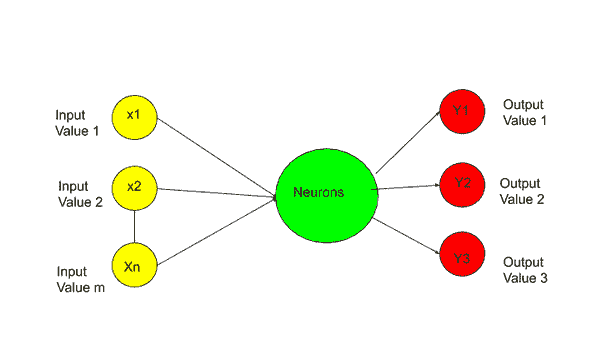 Input
Value 1
x1
Input
Value 2
x2
Input
Value m
Xn
Neurons
Y1
Output
Value 1
Y2
Output
Value 2
Y3
Output
Value 3